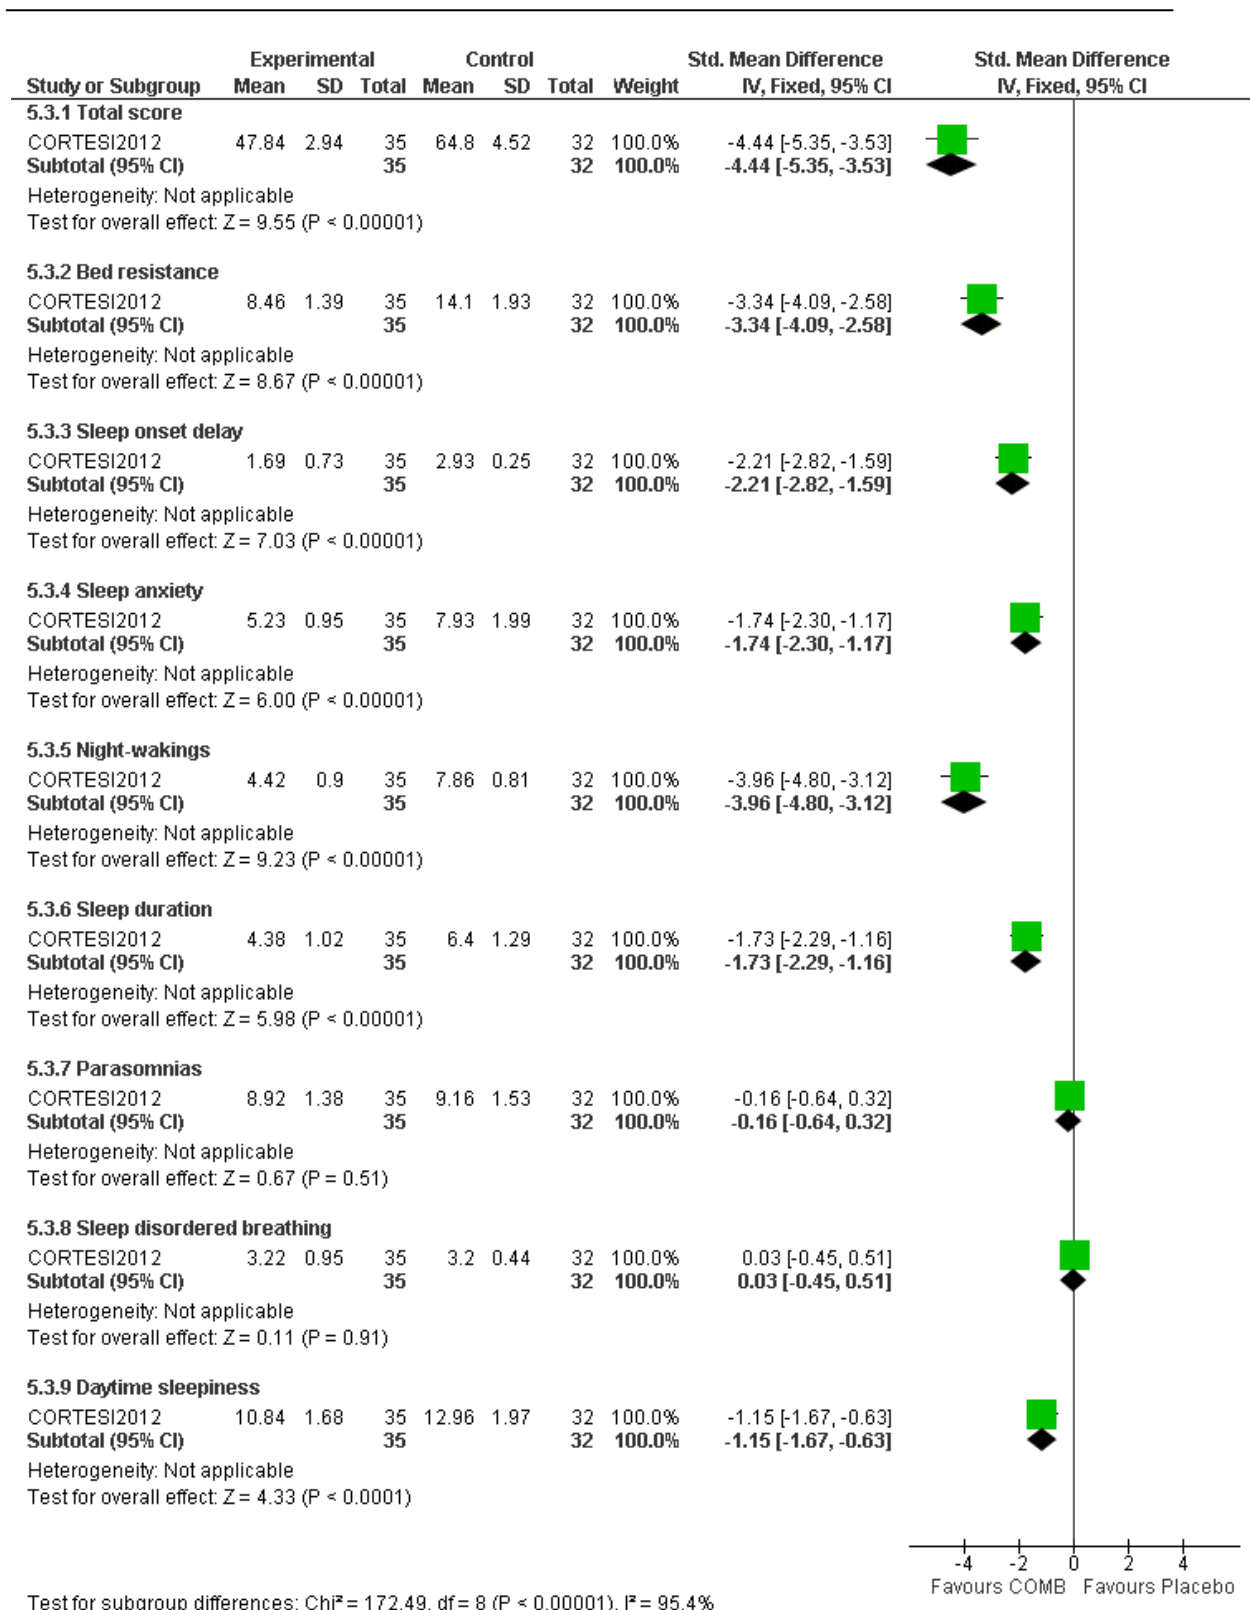 Experimental Control Std. Mean Difference Std. Mean Difference
Study or Subgroup Mean SD Total Mean SD Total Weight IV, Fixed, 95% CI IV, Fixed, 95% CI
5.3.1 Total score
CORTESI2012 47.84 2.94 35 64.8 4.52 32 100.0% -4.44 [-5.35, -3.53]
Subtotal (95% CI) 35 32 100.0% -4.44 [-5.35, -3.53]
Heterogeneity: Not applicable
Test for overall effect: Z = 9.55 (P < 0.00001)
5.3.2 Bed resistance
CORTESI2012 8.46 1.39 35 14.1 1.93 32 100.0% -3.34 [-4.09, -2.58]
Subtotal (95% CI) 35 32 100.0% -3.34 [-4.09, -2.58]
Heterogeneity: Not applicable
Test for overall effect: Z = 8.67 (P < 0.00001)
5.3.3 Sleep onset delay
CORTESI2012 1.69 0.73 35 2.93 0.25 32 100.0% -2.21 [-2.82, -1.59]
Subtotal (95% CI) 35 32 100.0% -2.21 [-2.82, -1.59]
Heterogeneity: Not applicable
Test for overall effect: Z = 7.03 (P < 0.00001)
5.3.4 Sleep anxiety
CORTESI2012 5.23 0.95 35 7.93 1.99 32 100.0% -1.74 [-2.30, -1.17]
Subtotal (95% CI) 35 32 100.0% -1.74 [-2.30, -1.17]
Heterogeneity: Not applicable
Test for overall effect: Z = 6.00 (P < 0.00001)
5.3.5 Night-wakings
CORTESI2012 4.42 0.9 35 7.86 0.81 32 100.0% -3.96 [-4.80, -3.12]
Subtotal (95% CI) 35 32 100.0% -3.96 [-4.80, -3.12]
Heterogeneity: Not applicable
Test for overall effect: Z = 9.23 (P < 0.00001)
5.3.6 Sleep duration
CORTESI2012 4.38 1.02 35 6.4 1.29 32 100.0% -1.73 [-2.29, -1.16]
Subtotal (95% CI) 35 32 100.0% -1.73 [-2.29, -1.16]
Heterogeneity: Not applicable
Test for overall effect: Z = 5.98 (P < 0.00001)
5.3.7 Parasomnias
CORTESI2012 8.92 1.38 35 9.16 1.53 32 100.0% -0.16 [-0.64, 0.32]
Subtotal (95% CI) 35 32 100.0% -0.16 [-0.64, 0.32]
Heterogeneity: Not applicable
Test for overall effect: Z = 0.67 (P = 0.51)
5.3.8 Sleep disordered breathing
CORTESI2012 3.22 0.95 35 3.2 0.44 32 100.0% 0.03 [-0.45, 0.51]
Subtotal (95% CI) 35 32 100.0% 0.03 [-0.45, 0.51]
Heterogeneity: Not applicable
Test for overall effect: Z = 0.11 (P = 0.91)
5.3.9 Daytime sleepiness
CORTESI2012 10.84 1.68 35 12.96 1.97 32 100.0% -1.15 [-1.67, -0.63]
Subtotal (95% CI) 35 32 100.0% -1.15 [-1.67, -0.63]
Heterogeneity: Not applicable
Test for overall effect: Z = 4.33 (P < 0.0001)
-4 -2 0 2 4
Favours COMB Favours Placebo
Test for subgroup differences: Chi² = 172.49, df = 8 (P < 0.00001), I² = 95.4%